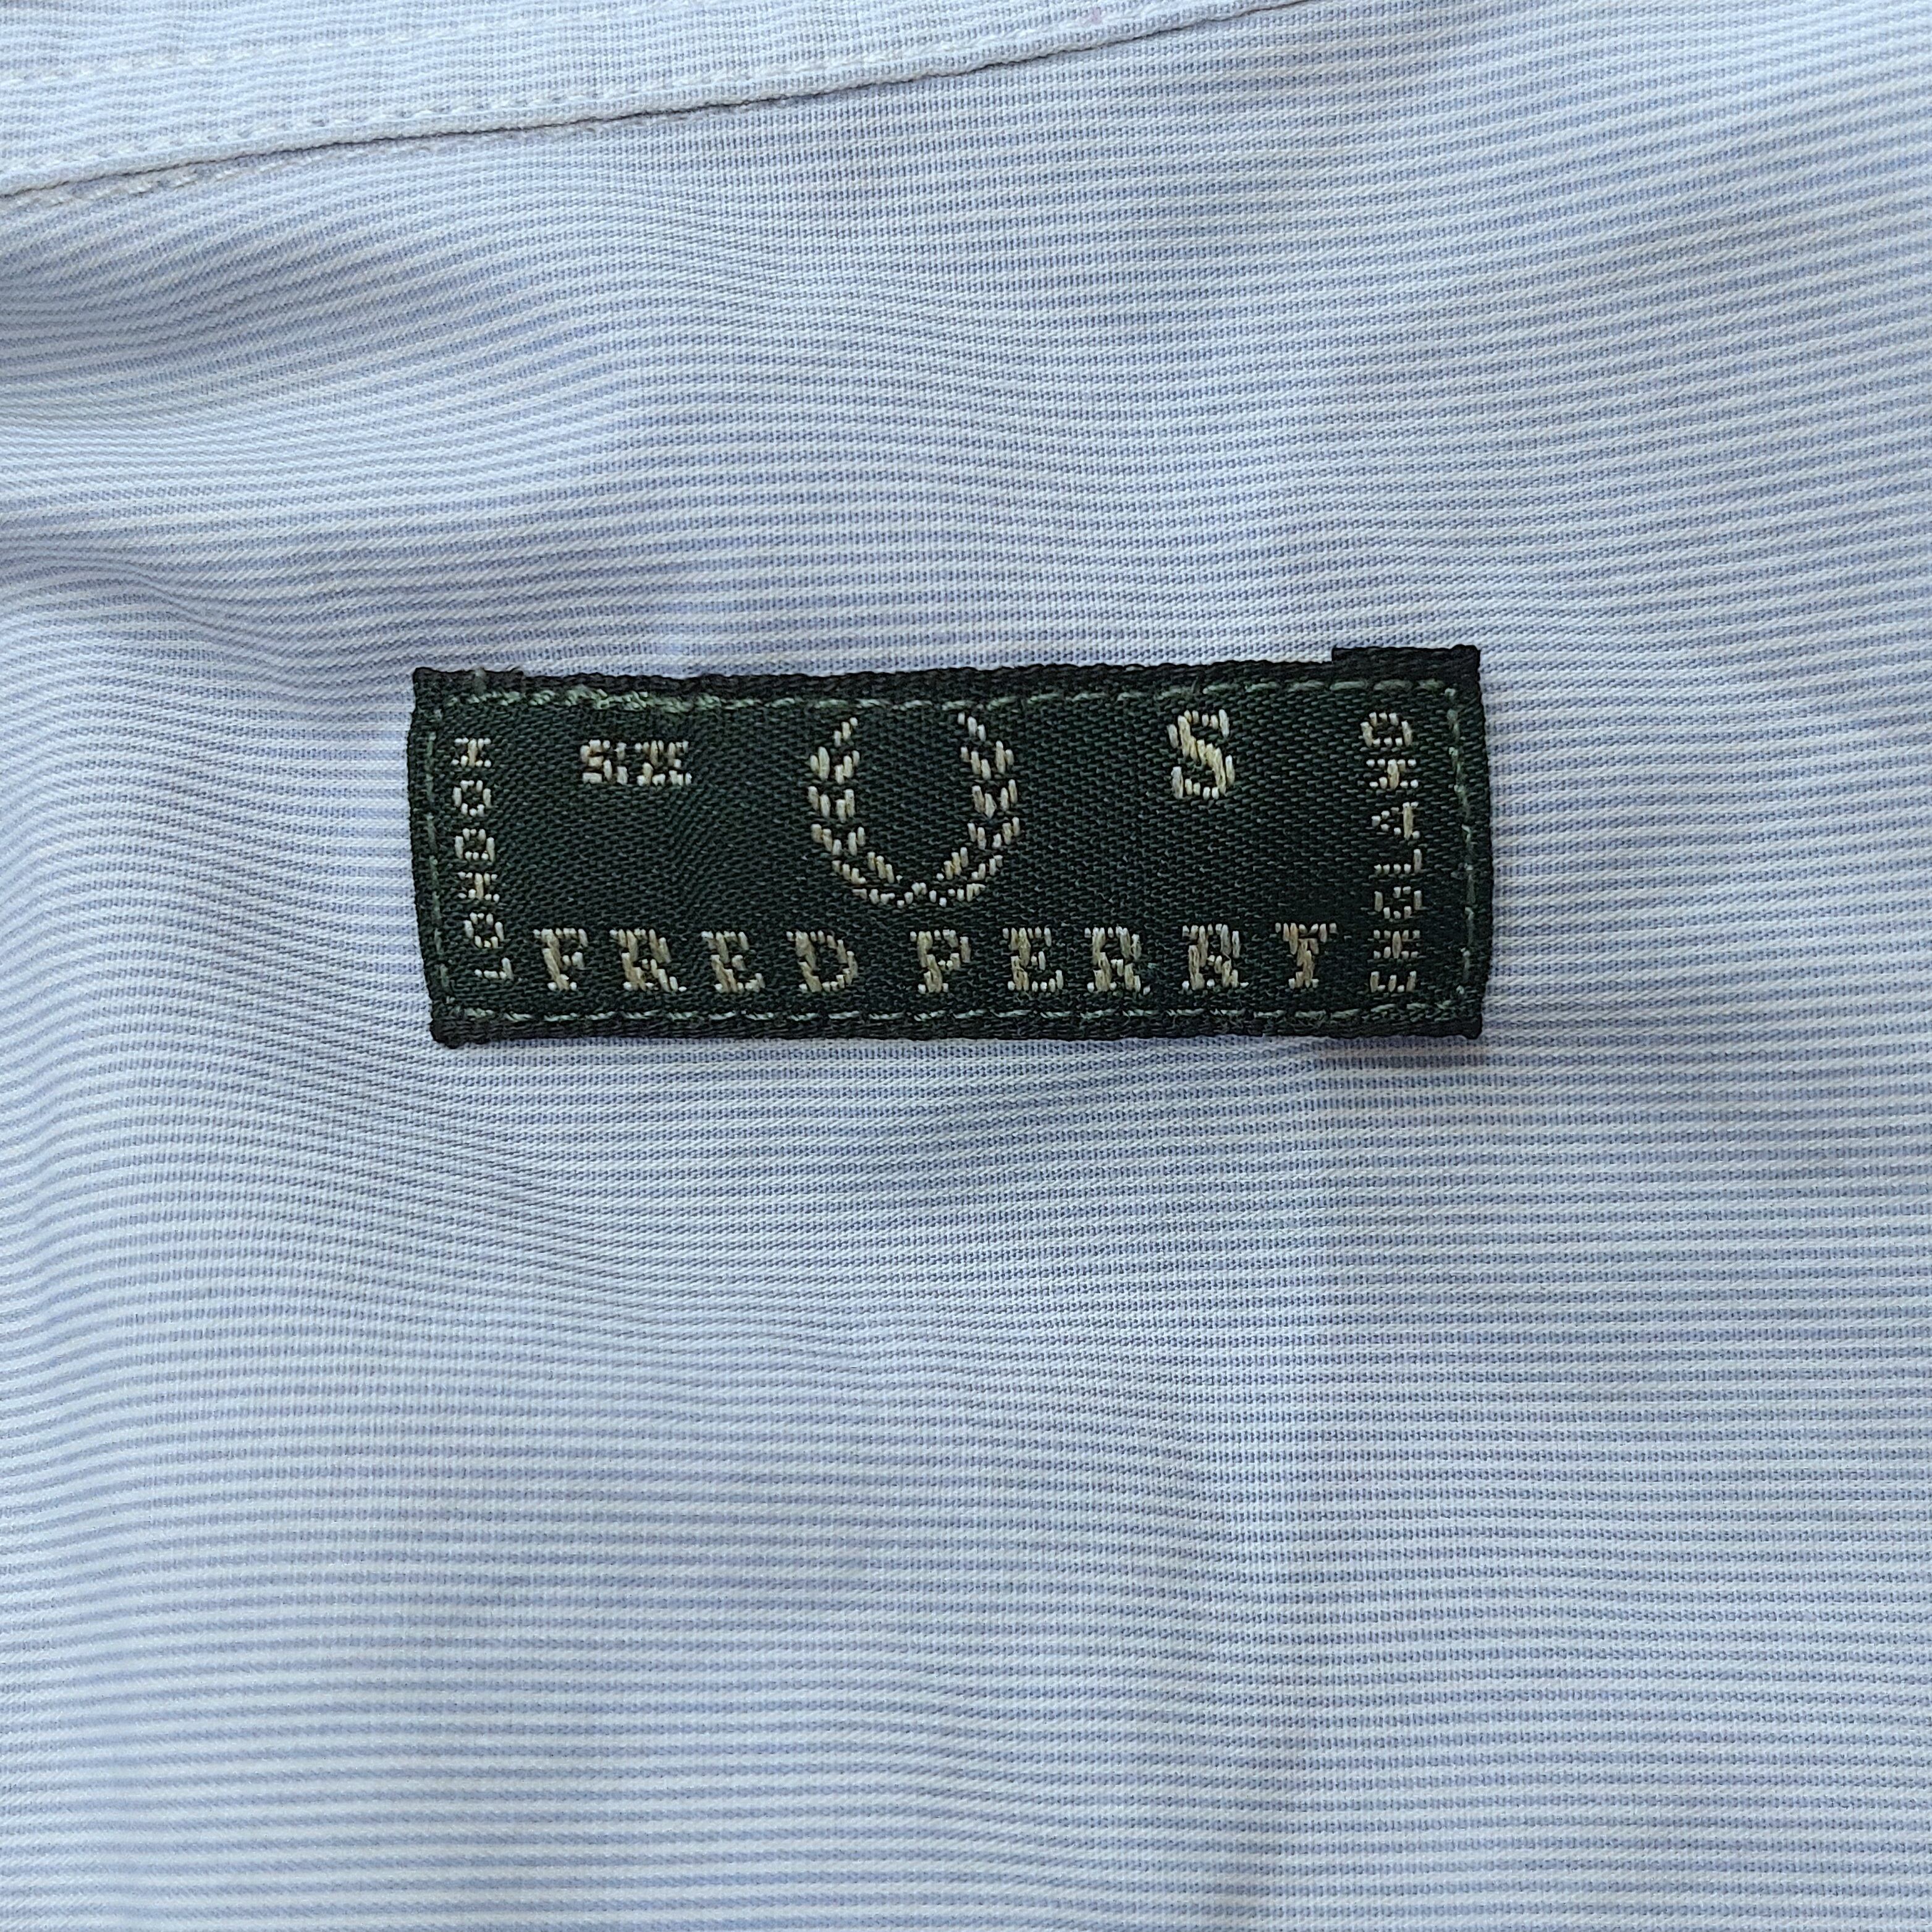 SIZE S
LONDON
FRED PERRY
ENGLAND